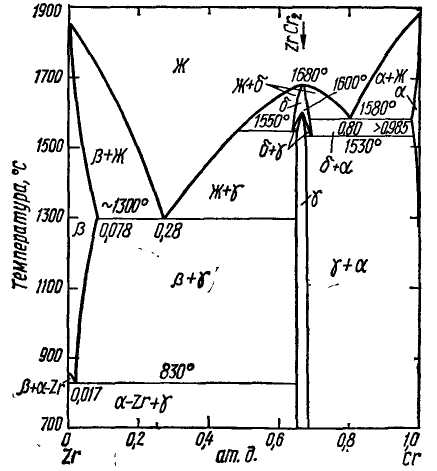 1900
ZrCr₂
Ж
Ж+δ
1680°
1600°
α+Ж
α
1700
δ
1580°
1550°
0,80
>0,985
1530°
1500
β+Ж
δ+γ
δ+α
Ж+γ
γ
Температура, °С
~1300°
1300
β
0,078
0,28
β+γ
γ+α
1100
900
830°
β+α-Zr
0,017
α-Zr+γ
700
0
0,2
0,4
0,6
0,8
1,0
Zr
ат. д.
Cr